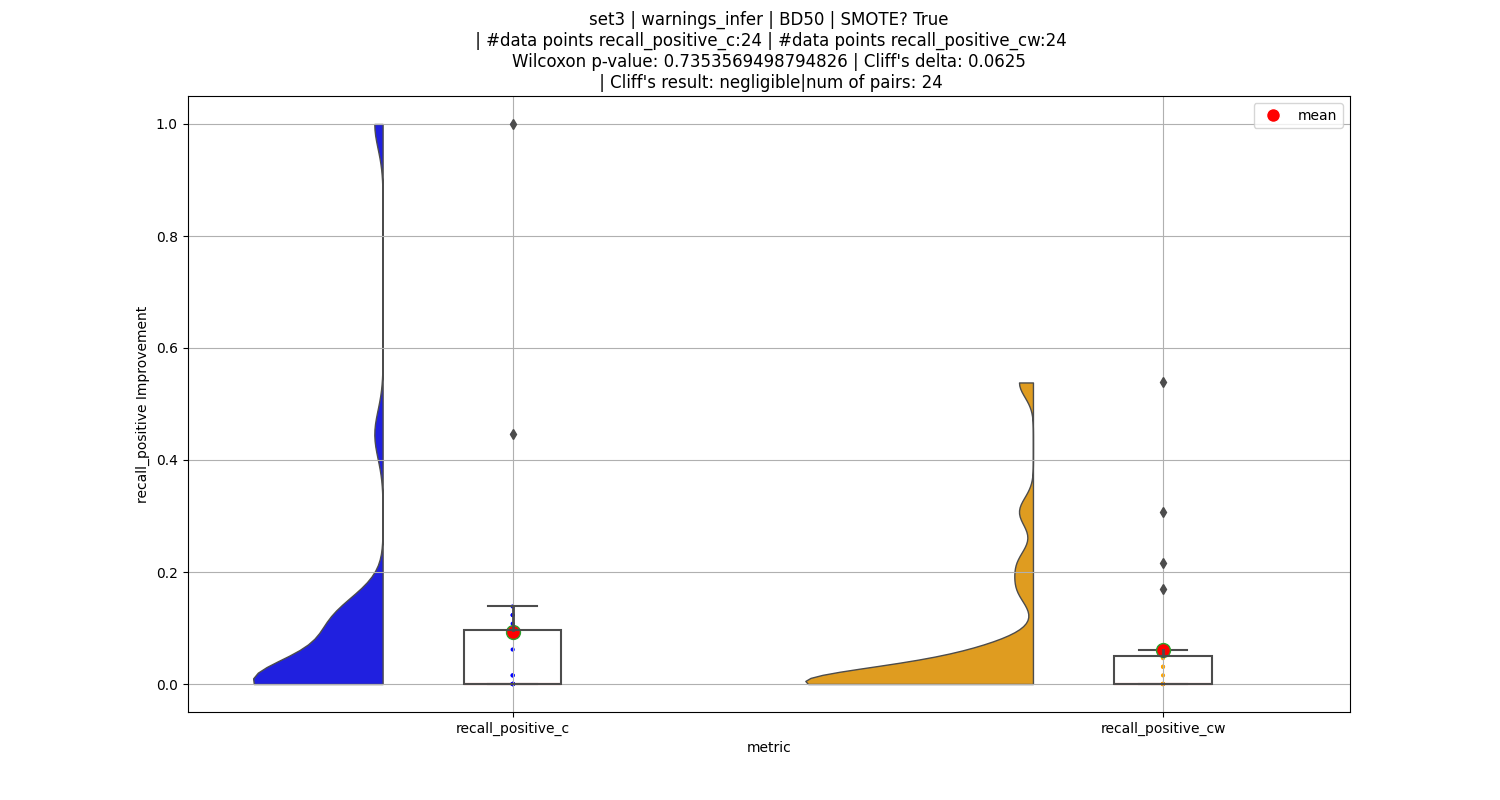 set3 | warnings_infer | BD50 | SMOTE? True
| #data points recall_positive_c:24 | #data points recall_positive_cw:24
Wilcoxon p-value: 0.7353569498794826 | Cliff's delta: 0.0625
| Cliff's result: negligible|num of pairs: 24
mean
1.0
0.8
0.6
0.4
0.2
0.0
recall_positive Improvement
recall_positive_c
recall_positive_cw
metric